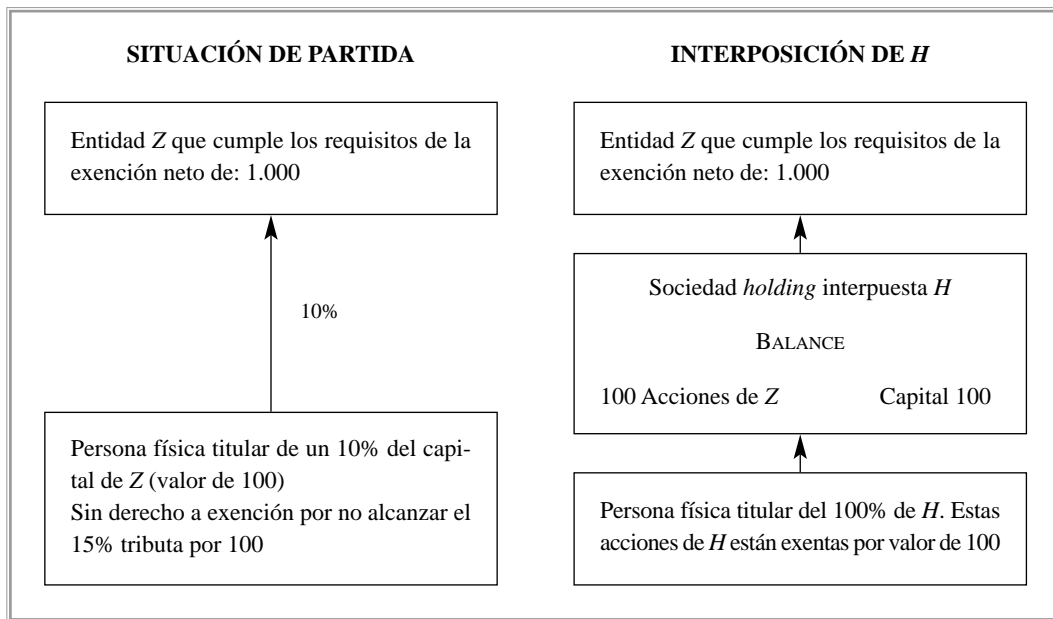 SITUACIÓN DE PARTIDA
Entidad Z que cumple los requisitos de la
exención neto de: 1.000
10%
Persona física titular de un 10% del capi-
tal de Z (valor de 100)
Sin derecho a exención por no alcanzar el
15% tributa por 100
INTERPOSICIÓN DE H
Entidad Z que cumple los requisitos de la
exención neto de: 1.000
Sociedad holding interpuesta H
BALANCE
100 Acciones de Z Capital 100
Persona física titular del 100% de H. Estas
acciones de H están exentas por valor de 100